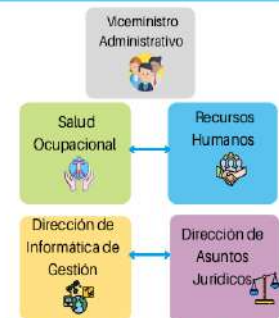 Viceministro
Administrativo
Salud
Ocupacional
Recursos
Humanos
Dirección de
Informática de
Gestión
Dirección de
Asuntos
Jurídicos